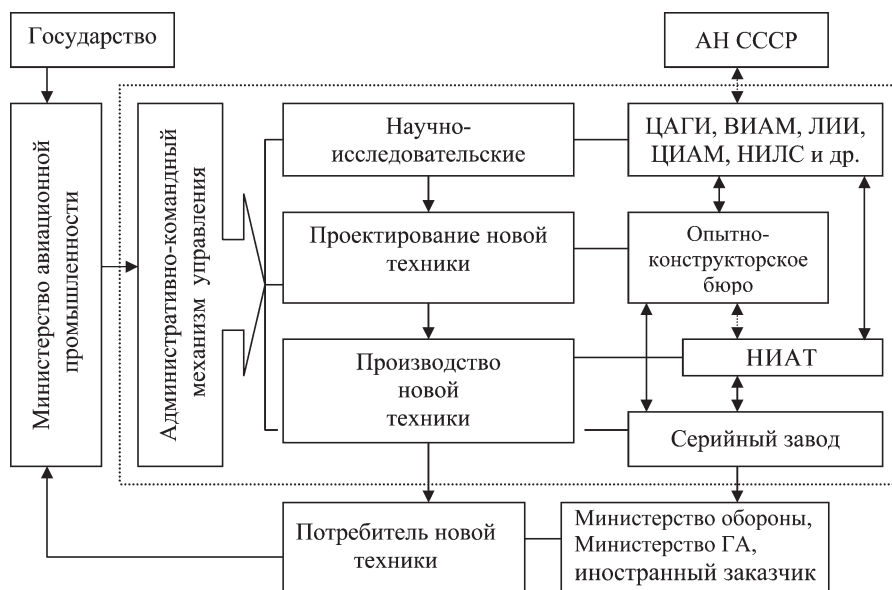 Государство
АН СССР
Министерство авиационной
промышленности
Административно-командный
механизм управления
Научно-
исследовательские
ЦАГИ, ВИАМ, ЛИИ,
ЦИАМ, НИЛС и др.
Проектирование новой
техники
Опытно-
конструкторское
бюро
Производство
новой
техники
НИАТ
Серийный завод
Потребитель новой
техники
Министерство обороны,
Министерство ГА,
иностранный заказчик